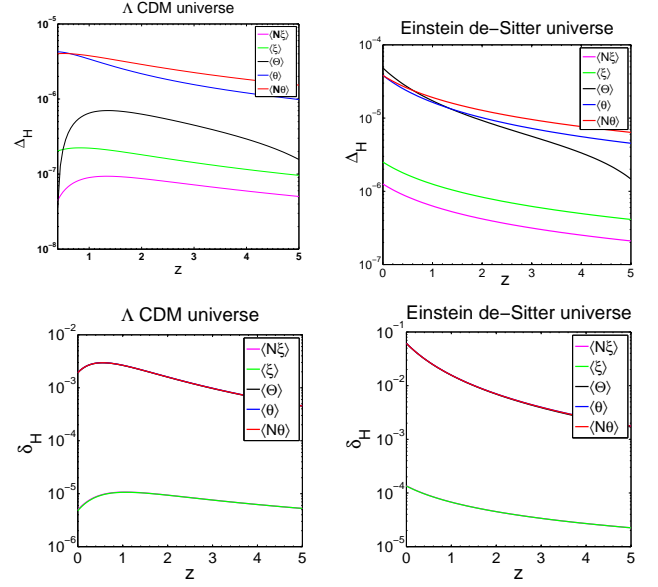 Λ CDM universe
10⁻⁵
10⁻⁶
10⁻⁷
10⁻⁸
Δ_H
1 2 3 4 5
z
⟨Nξ⟩
⟨ξ⟩
⟨Θ⟩
⟨θ⟩
⟨Nθ⟩
Einstein de−Sitter universe
10⁻⁴
10⁻⁵
10⁻⁶
10⁻⁷
Δ_H
0 1 2 3 4 5
z
⟨Nξ⟩
⟨ξ⟩
⟨Θ⟩
⟨θ⟩
⟨Nθ⟩
Λ CDM universe
10⁻²
10⁻³
10⁻⁴
10⁻⁵
10⁻⁶
δ_H
0 1 2 3 4 5
z
⟨Nξ⟩
⟨ξ⟩
⟨Θ⟩
⟨θ⟩
⟨Nθ⟩
Einstein de−Sitter universe
10⁻¹
10⁻²
10⁻³
10⁻⁴
10⁻⁵
δ_H
0 1 2 3 4 5
z
⟨Nξ⟩
⟨ξ⟩
⟨Θ⟩
⟨θ⟩
⟨Nθ⟩